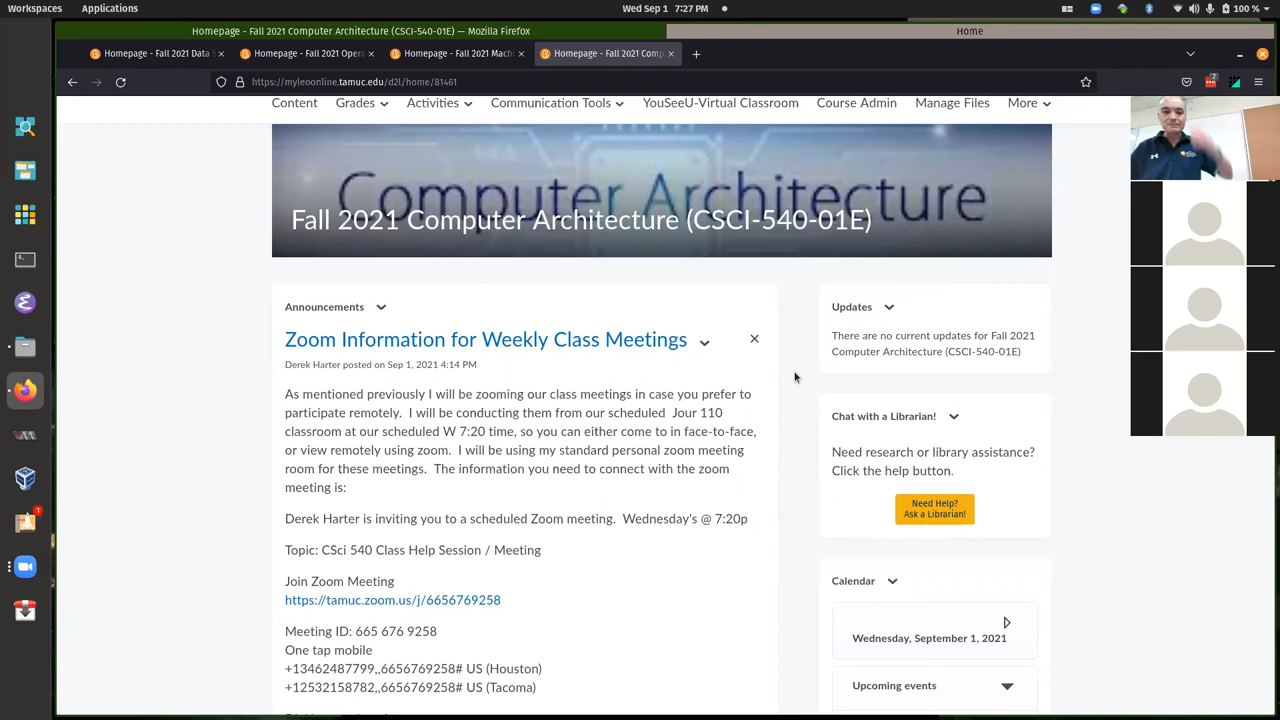 Workspaces Applications Wed Sep 1 7:27 PM 100 %
Homepage - Fall 2021 Computer Architecture (CSCI-540-01E) — Mozilla Firefox Home
Homepage - Fall 2021 Data S Homepage - Fall 2021 Opera Homepage - Fall 2021 Machi Homepage - Fall 2021 Comp
https://myleoonline.tamuc.edu/d2l/home/81461
Content Grades Activities Communication Tools YouSeeU-Virtual Classroom Course Admin Manage Files More
Computer Architecture
Fall 2021 Computer Architecture (CSCI-540-01E)
Announcements
Zoom Information for Weekly Class Meetings
Derek Harter posted on Sep 1, 2021 4:14 PM
As mentioned previously I will be zooming our class meetings in case you prefer to
participate remotely. I will be conducting them from our scheduled Jour 110
classroom at our scheduled W 7:20 time, so you can either come to in face-to-face,
or view remotely using zoom. I will be using my standard personal zoom meeting
room for these meetings. The information you need to connect with the zoom
meeting is:
Derek Harter is inviting you to a scheduled Zoom meeting. Wednesday's @ 7:20p
Topic: CSci 540 Class Help Session / Meeting
Join Zoom Meeting
https://tamuc.zoom.us/j/6656769258
Meeting ID: 665 676 9258
One tap mobile
+13462487799,,6656769258# US (Houston)
+12532158782,,6656769258# US (Tacoma)
Updates
There are no current updates for Fall 2021
Computer Architecture (CSCI-540-01E)
Chat with a Librarian!
Need research or library assistance?
Click the help button.
Need Help?
Ask a Librarian!
Calendar
Wednesday, September 1, 2021
Upcoming events